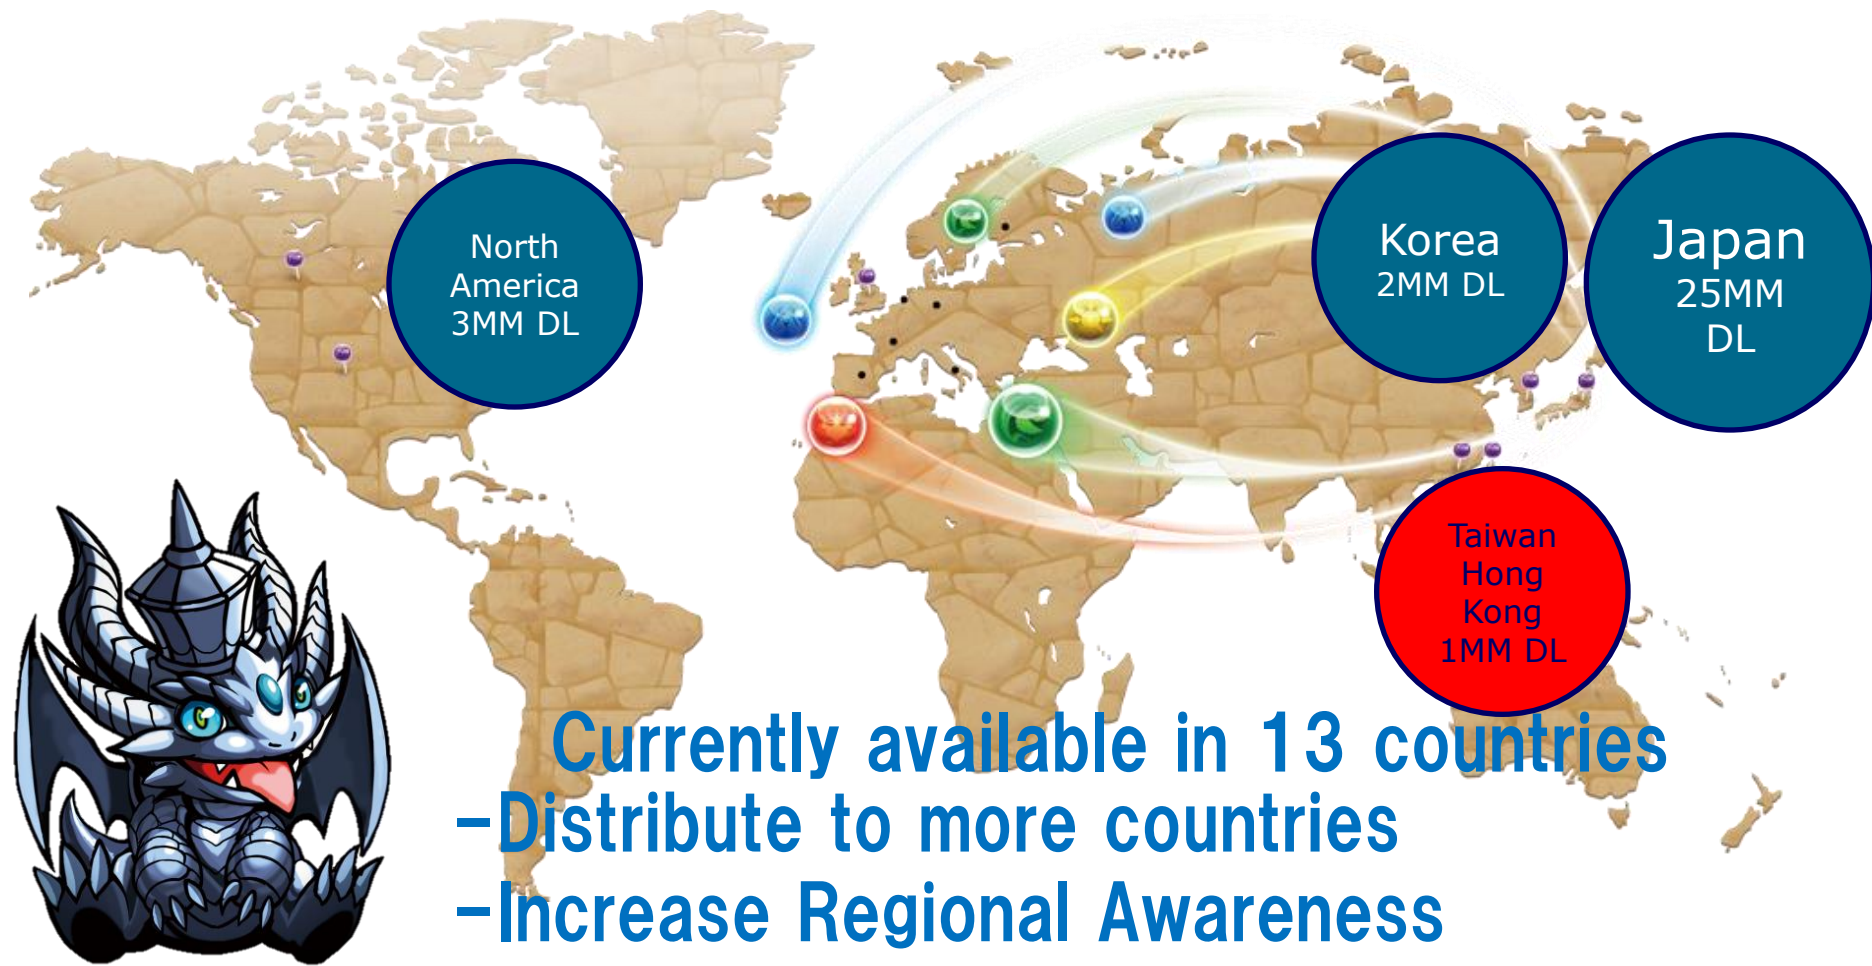 North
America
3MM DL
Korea
2MM DL
Japan
25MM
DL
Taiwan
Hong
Kong
1MM DL
Currently available in 13 countries
-Distribute to more countries
-Increase Regional Awareness